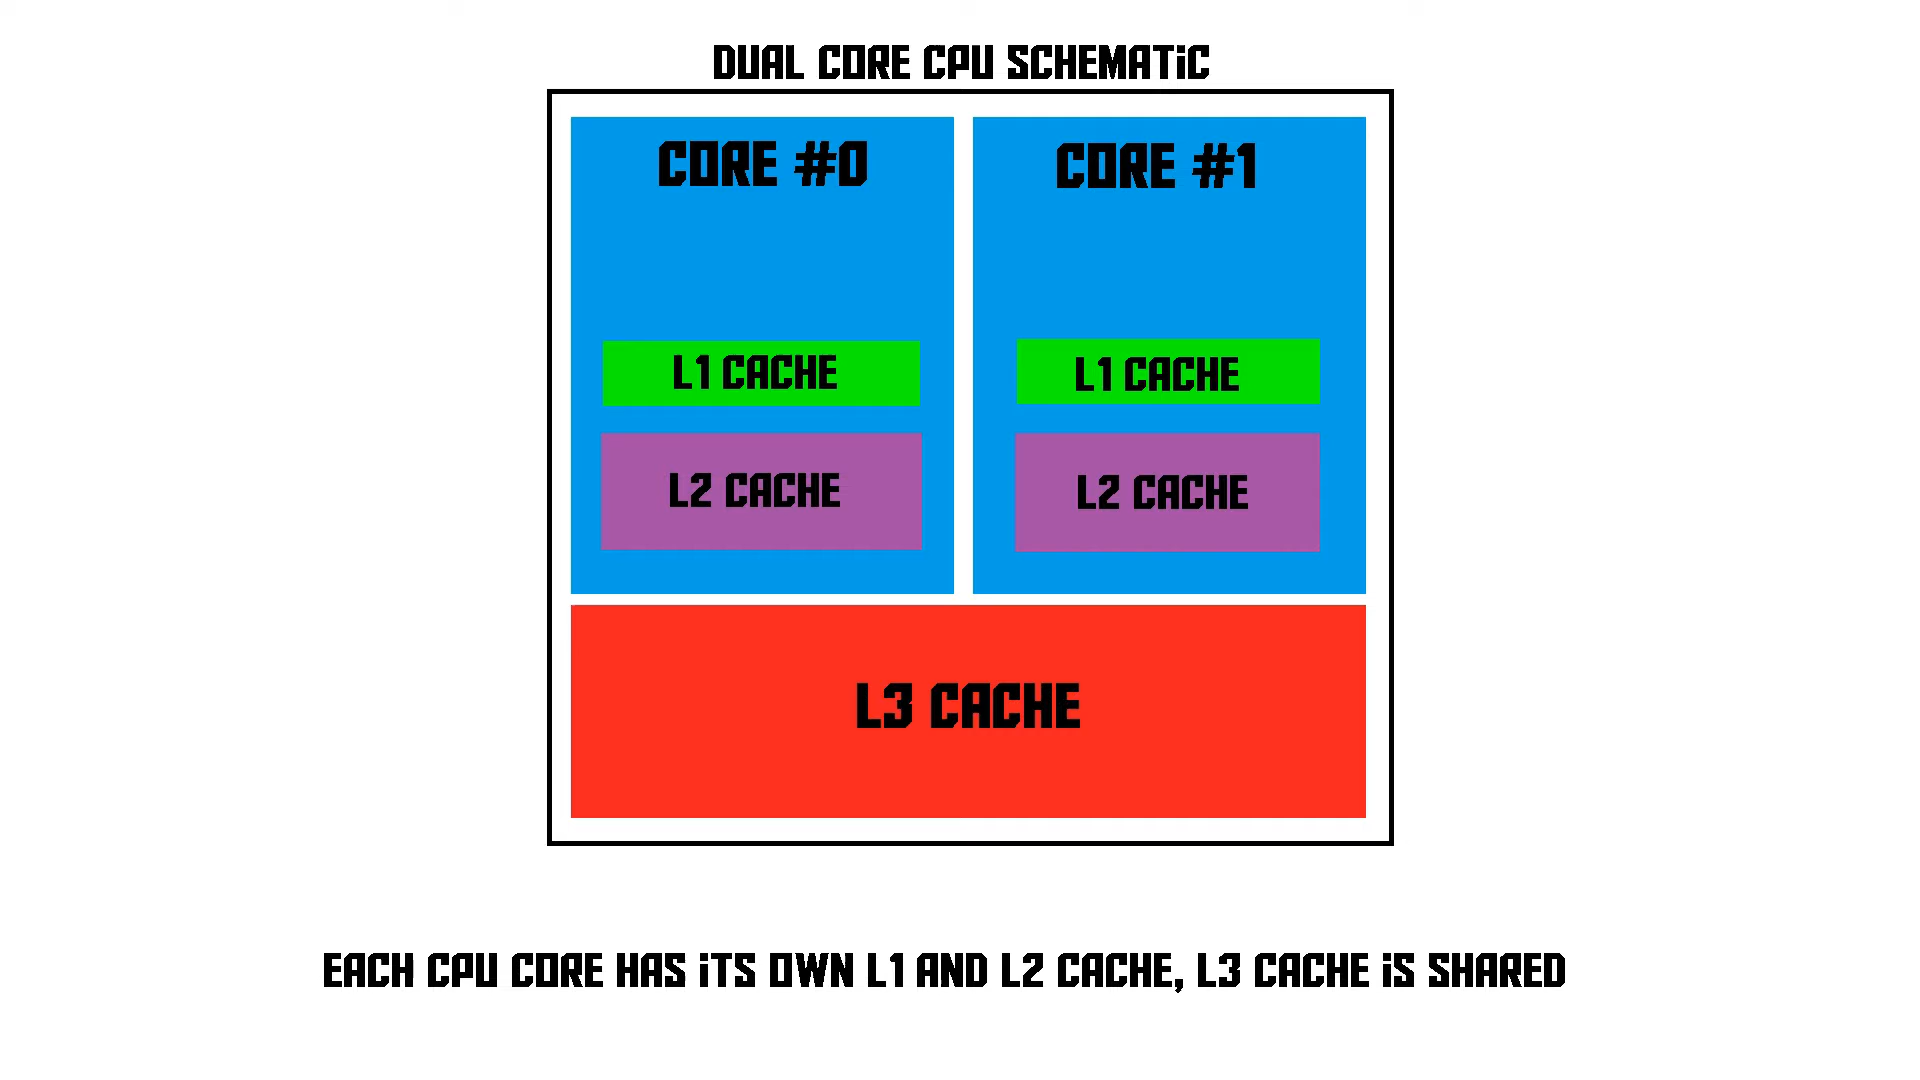 DUAL CORE CPU SCHEMATiC
CORE #0
CORE #1
L1 CACHE
L1 CACHE
L2 CACHE
L2 CACHE
L3 CACHE
EACH CPU CORE HAS iTS OWN L1 AND L2 CACHE, L3 CACHE iS SHARED